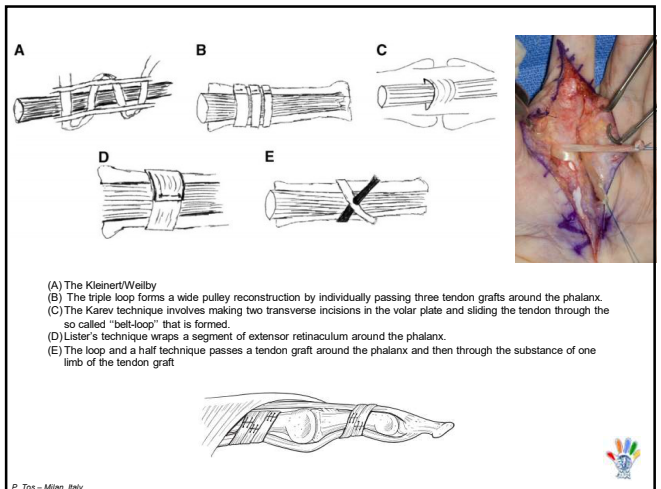 A
B
C
D
E
(A) The Kleinert/Weilby
(B) The triple loop forms a wide pulley reconstruction by individually passing three tendon grafts around the phalanx.
(C) The Karev technique involves making two transverse incisions in the volar plate and sliding the tendon through the
so called "belt-loop" that is formed.
(D) Lister's technique wraps a segment of extensor retinaculum around the phalanx.
(E) The loop and a half technique passes a tendon graft around the phalanx and then through the substance of one
limb of the tendon graft
P. Tos – Milan, Italy